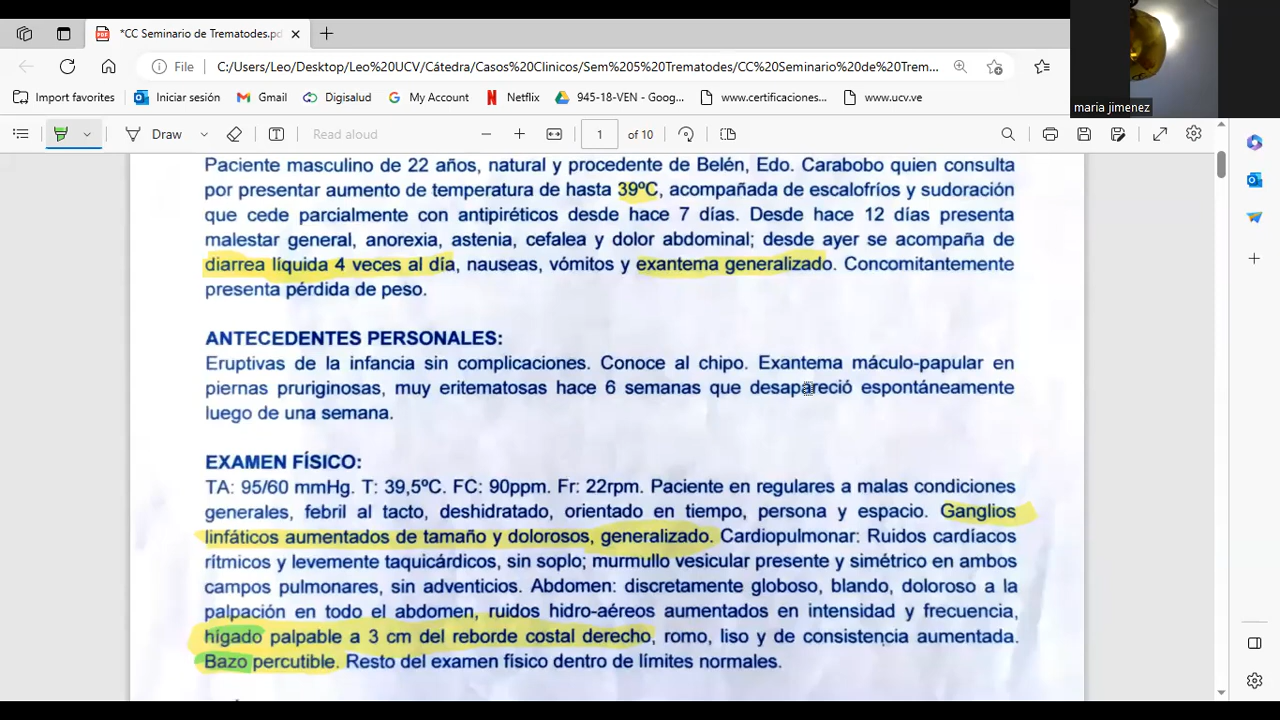 *CC Seminario de Trematodes.pd
File
C:/Users/Leo/Desktop/Leo%20UCV/Cátedra/Casos%20Clinicos/Sem%205%20Trematodes/CC%20Seminario%20de%20Trem...
Import favorites
Iniciar sesión
Gmail
Digisalud
My Account
Netflix
945-18-VEN - Goog...
www.certificaciones...
www.ucv.ve
Draw
Read aloud
1 of 10
maria jimenez
Paciente masculino de 22 años, natural y procedente de Belén, Edo. Carabobo quien consulta
por presentar aumento de temperatura de hasta 39ºC, acompañada de escalofríos y sudoración
que cede parcialmente con antipiréticos desde hace 7 días. Desde hace 12 días presenta
malestar general, anorexia, astenia, cefalea y dolor abdominal; desde ayer se acompaña de
diarrea líquida 4 veces al día, nauseas, vómitos y exantema generalizado. Concomitantemente
presenta pérdida de peso.
ANTECEDENTES PERSONALES:
Eruptivas de la infancia sin complicaciones. Conoce al chipo. Exantema máculo-papular en
piernas pruriginosas, muy eritematosas hace 6 semanas que desapareció espontáneamente
luego de una semana.
EXAMEN FÍSICO:
TA: 95/60 mmHg. T: 39,5ºC. FC: 90ppm. Fr: 22rpm. Paciente en regulares a malas condiciones
generales, febril al tacto, deshidratado, orientado en tiempo, persona y espacio. Ganglios
linfáticos aumentados de tamaño y dolorosos, generalizado. Cardiopulmonar: Ruidos cardíacos
rítmicos y levemente taquicárdicos, sin soplo; murmullo vesicular presente y simétrico en ambos
campos pulmonares, sin adventicios. Abdomen: discretamente globoso, blando, doloroso a la
palpación en todo el abdomen, ruidos hidro-aéreos aumentados en intensidad y frecuencia,
hígado palpable a 3 cm del reborde costal derecho, romo, liso y de consistencia aumentada.
Bazo percutible. Resto del examen físico dentro de límites normales.